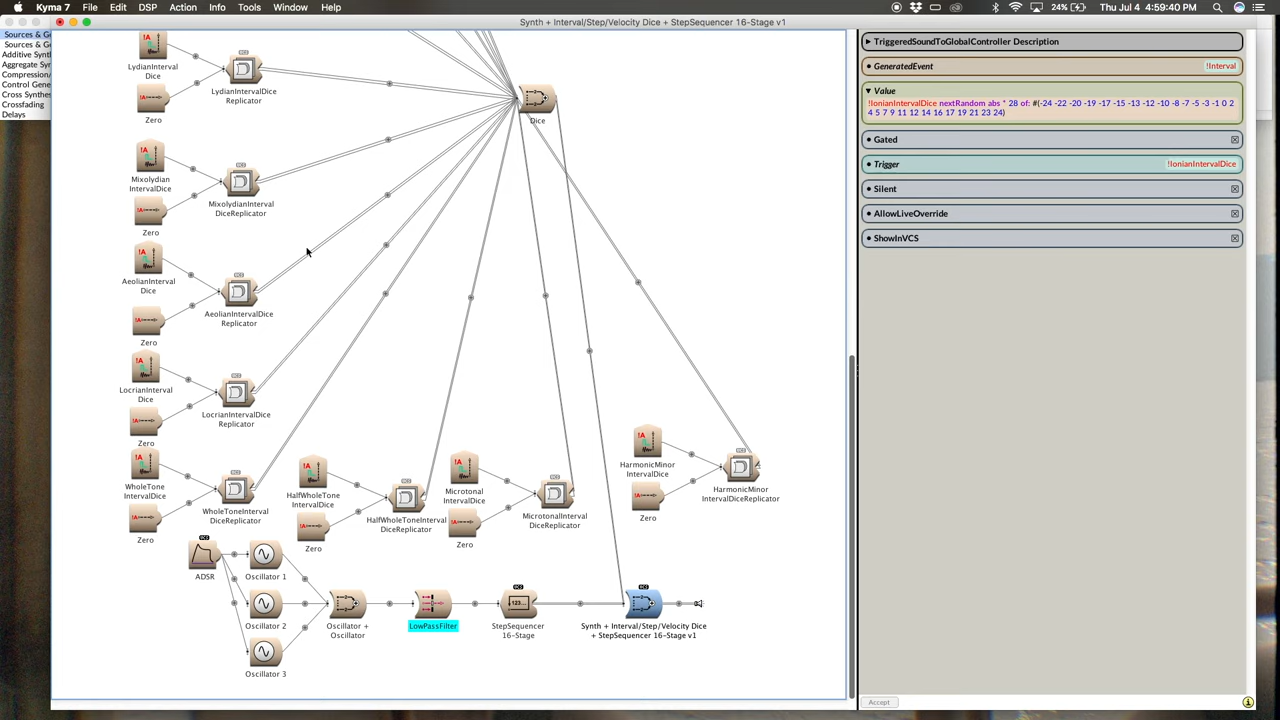 Kyma 7 File Edit DSP Action Info Tools Window Help
24% Thu Jul 4 4:59:40 PM
Synth + Interval/Step/Velocity Dice + StepSequencer 16-Stage v1
Sources & Ge
Sources & Ge
Additive Synt
Aggregate Syn
Compression/
Control Gene
Cross Synthes
Crossfading
Delays
LydianInterval
Dice
LydianIntervalDice
Replicator
Zero
Dice
Mixolydian
IntervalDice
MixolydianInterval
DiceReplicator
Zero
AeolianInterval
Dice
AeolianIntervalDice
Replicator
Zero
LocrianInterval
Dice
LocrianIntervalDice
Replicator
Zero
WholeTone
IntervalDice
WholeToneInterval
DiceReplicator
Zero
HalfWholeTone
IntervalDice
HalfWholeToneInterval
DiceReplicator
Zero
Microtonal
IntervalDice
MicrotonalInterval
DiceReplicator
Zero
HarmonicMinor
IntervalDice
HarmonicMinor
IntervalDiceReplicator
Zero
ADSR
Oscillator 1
Oscillator 2
Oscillator 3
Oscillator +
Oscillator
LowPassFilter
123...
StepSequencer
16-Stage
Synth + Interval/Step/Velocity Dice
+ StepSequencer 16-Stage v1
TriggeredSoundToGlobalController Description
GeneratedEvent !Interval
Value
!IonianIntervalDice nextRandom abs * 28 of: #(-24 -22 -20 -19 -17 -15 -13 -12 -10 -8 -7 -5 -3 -1 0 2
4 5 7 9 11 12 14 16 17 19 21 23 24)
Gated
Trigger !IonianIntervalDice
Silent
AllowLiveOverride
ShowInVCS
Accept